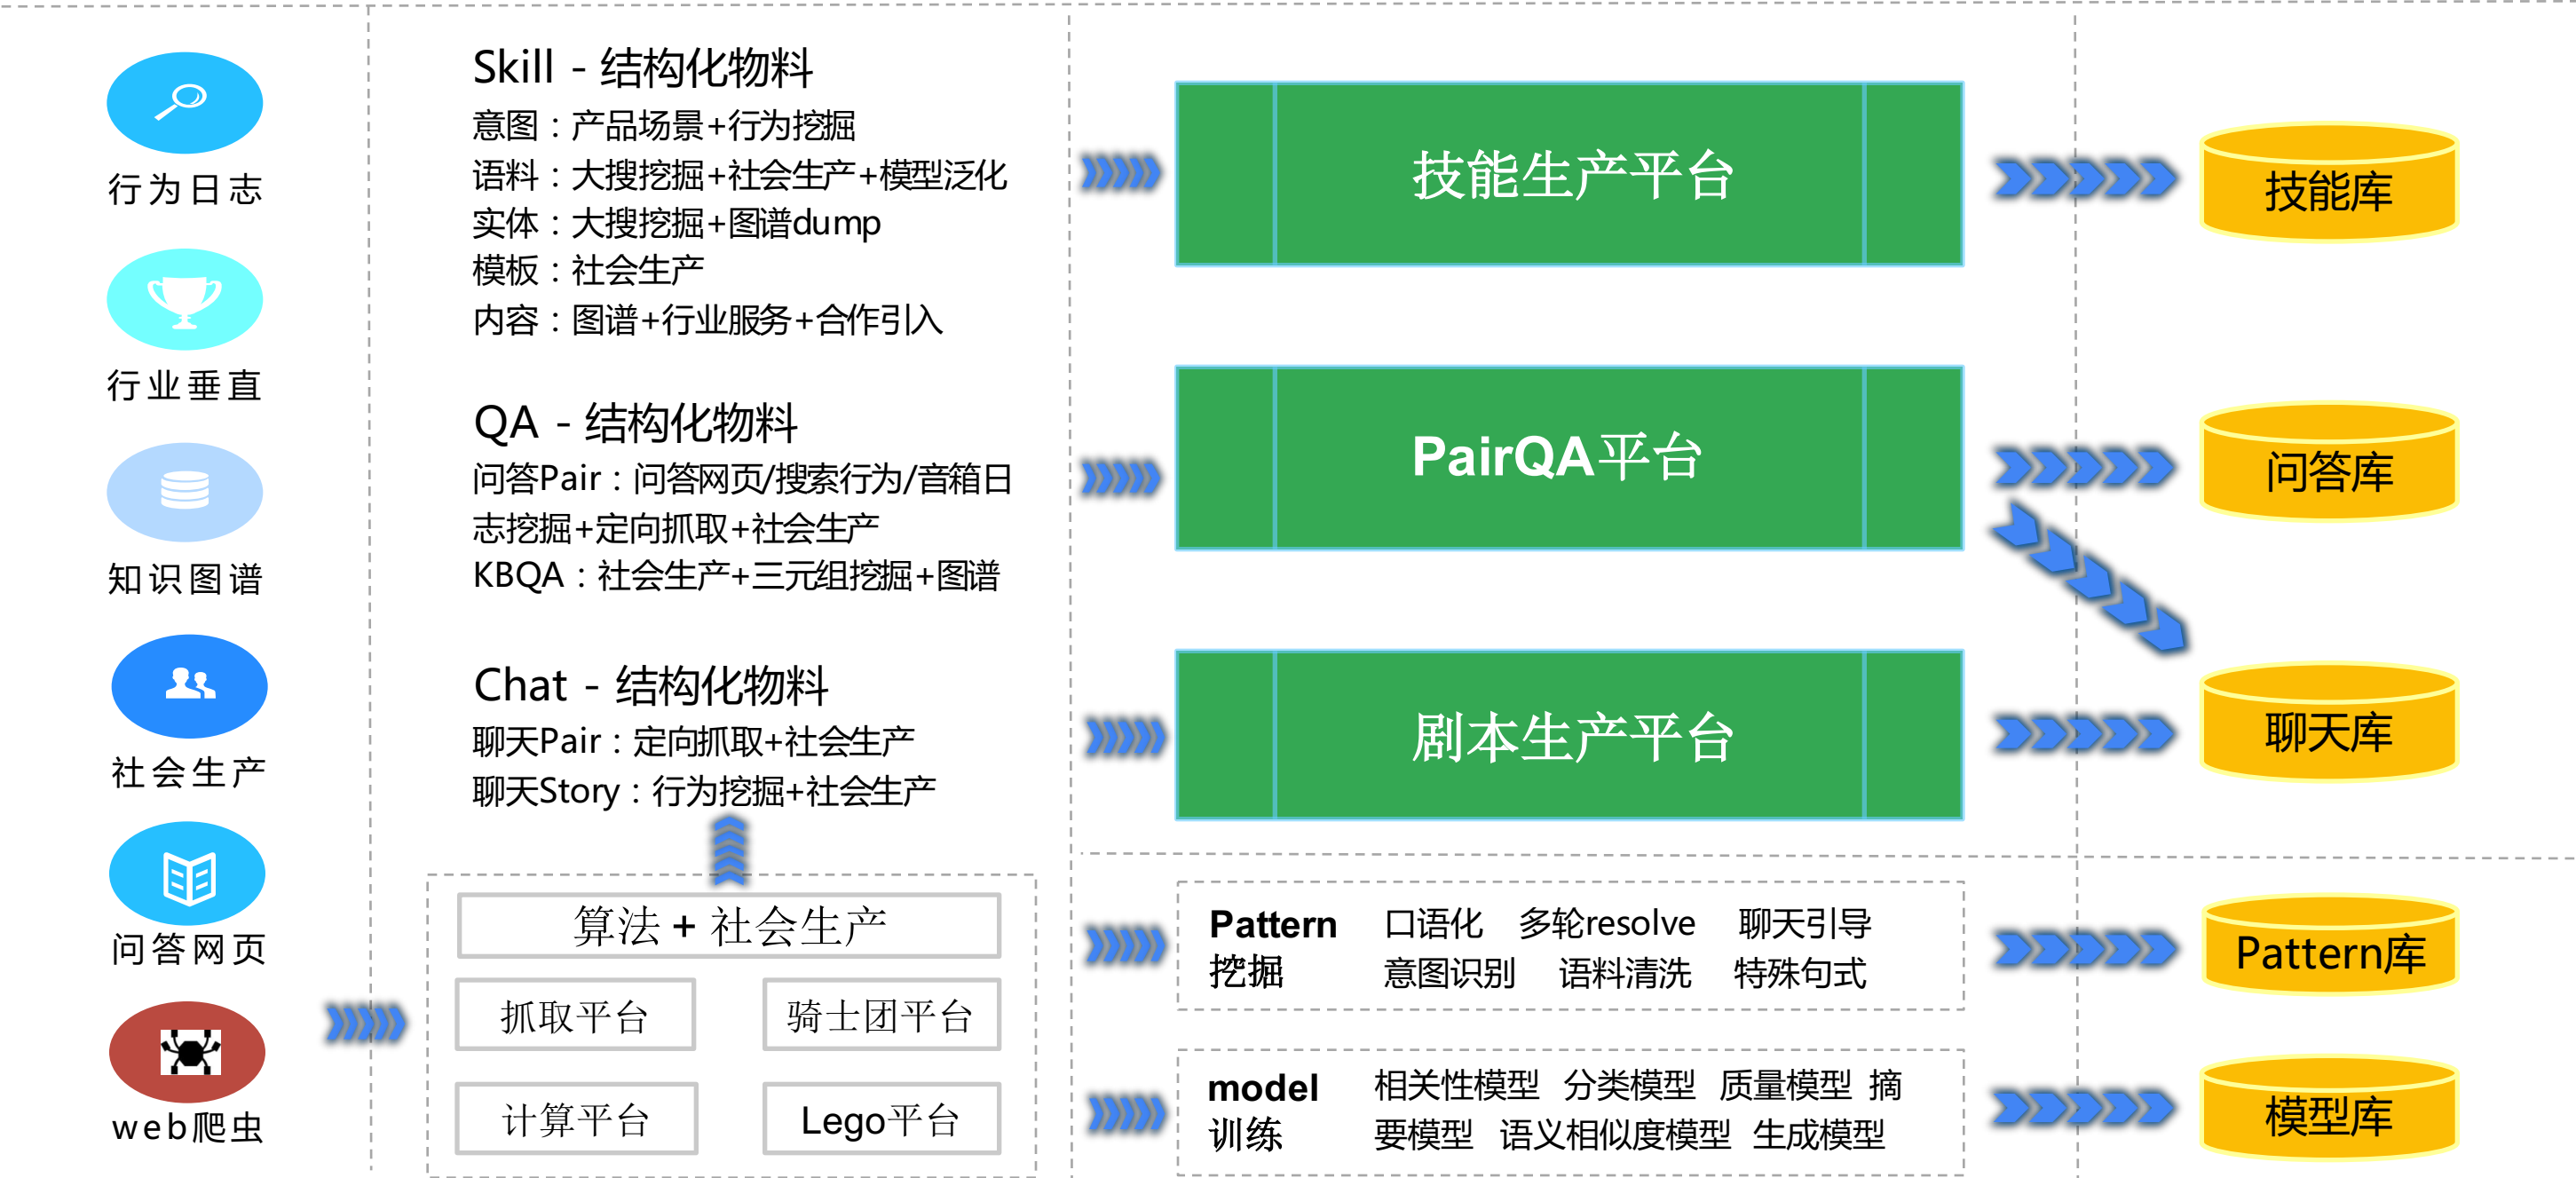 行为日志
行业垂直
知识图谱
社会生产
问答网页
web爬虫
Skill - 结构化物料
意图：产品场景+行为挖掘
语料：大搜挖掘+社会生产+模型泛化
实体：大搜挖掘+图谱dump
模板：社会生产
内容：图谱+行业服务+合作引入
QA - 结构化物料
问答Pair：问答网页/搜索行为/音箱日
志挖掘+定向抓取+社会生产
KBQA：社会生产+三元组挖掘+图谱
Chat - 结构化物料
聊天Pair：定向抓取+社会生产
聊天Story：行为挖掘+社会生产
算法 + 社会生产
抓取平台
骑士团平台
计算平台
Lego平台
技能生产平台
PairQA平台
剧本生产平台
Pattern 口语化 多轮resolve 聊天引导
挖掘 意图识别 语料清洗 特殊句式
model 相关性模型 分类模型 质量模型 摘
训练 要模型 语义相似度模型 生成模型
技能库
问答库
聊天库
Pattern库
模型库